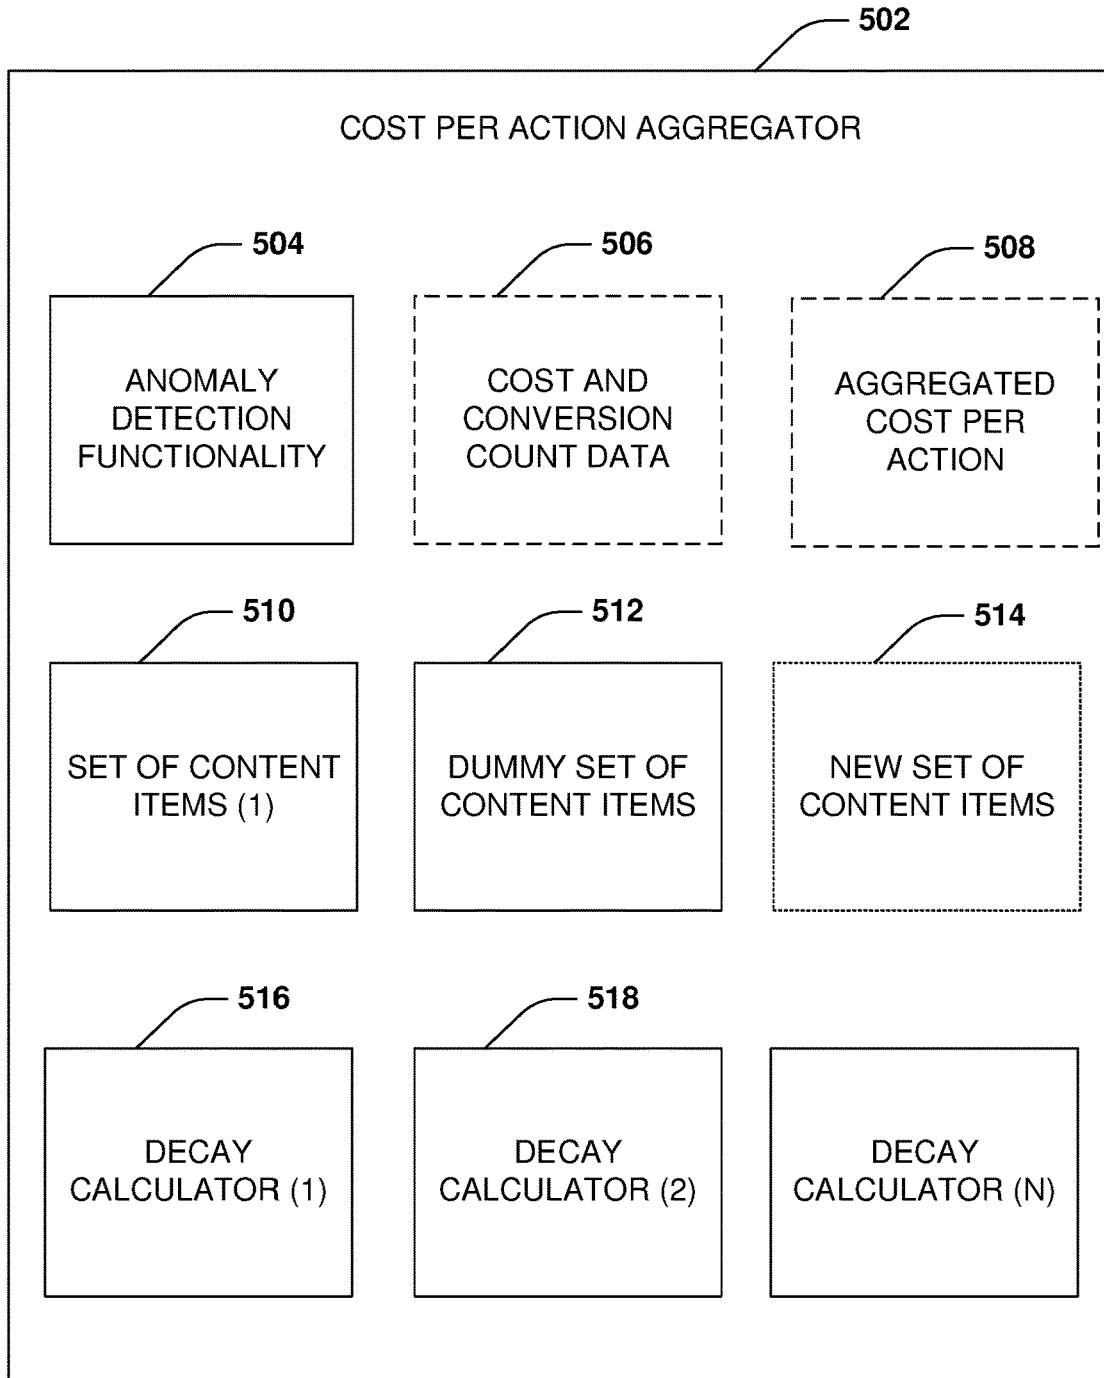 502
COST PER ACTION AGGREGATOR
504
506
508
ANOMALY
DETECTION
FUNCTIONALITY
COST AND
CONVERSION
COUNT DATA
AGGREGATED
COST PER
ACTION
510
512
514
SET OF CONTENT
ITEMS (1)
DUMMY SET OF
CONTENT ITEMS
NEW SET OF
CONTENT ITEMS
516
518
DECAY
CALCULATOR (1)
DECAY
CALCULATOR (2)
DECAY
CALCULATOR (N)